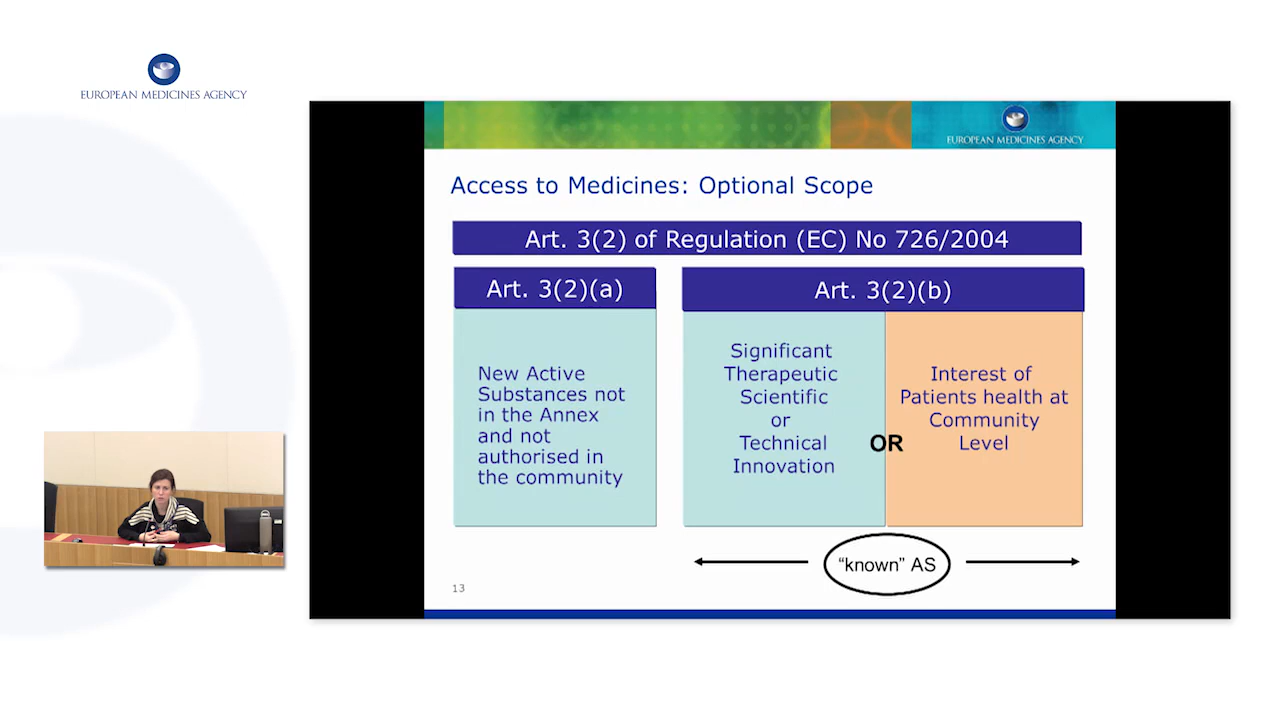 EUROPEAN MEDICINES AGENCY
EUROPEAN MEDICINES AGENCY
Access to Medicines: Optional Scope
Art. 3(2) of Regulation (EC) No 726/2004
Art. 3(2)(a)
New Active
Substances not
in the Annex
and not
authorised in
the community
Art. 3(2)(b)
Significant
Therapeutic
Scientific
or
Technical
Innovation
OR
Interest of
Patients health at
Community
Level
“known” AS
13